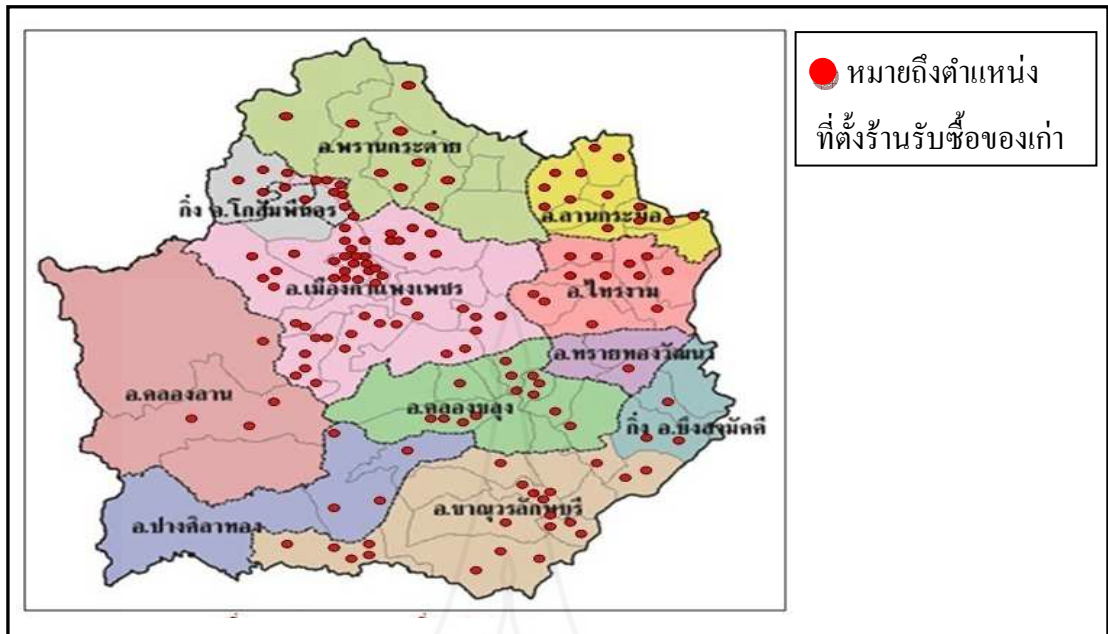 หมายถึงตำแหน่ง
ที่ตั้งร้านรับซื้อของเก่า
อ.พรานกระต่าย
กิ่ง อ.โกสัมพีนคร
อ.ลานกระบือ
อ.เมืองกำแพงเพชร
อ.ไทรงาม
อ.ทรายทองวัฒนา
อ.คลองลาน
อ.คลองขลุง
กิ่ง อ.บึงสามัคคี
อ.ขาณุวรลักษบุรี
อ.ปางศิลาทอง